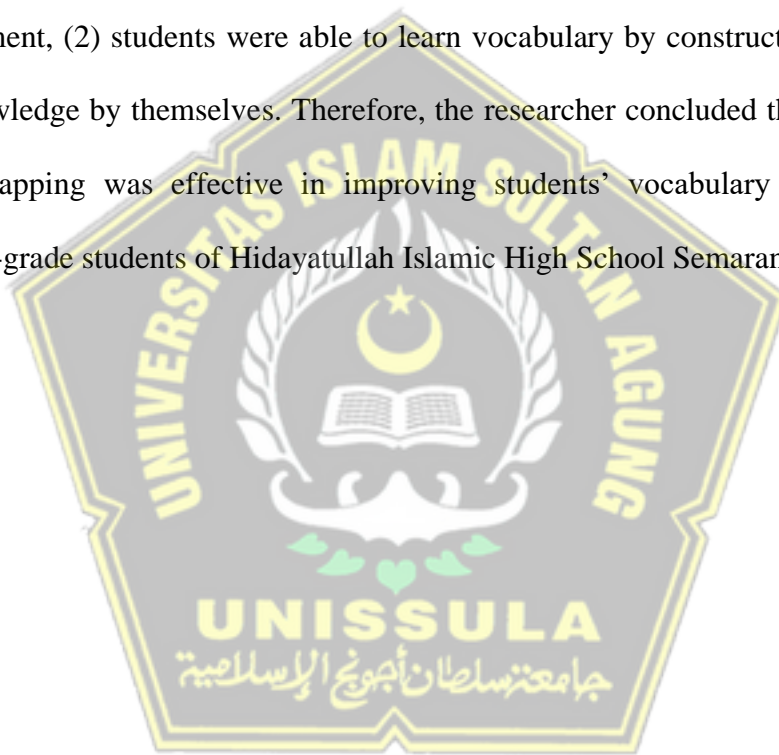 ment, (2) students were able to learn vocabulary by construct
wledge by themselves. Therefore, the researcher concluded th
apping was effective in improving students' vocabulary
-grade students of Hidayatullah Islamic High School Semaran
UNIVERSITAS ISLAM SULTAN AGUNG
UNISSULA
جامعة سلطان أجونج الإسلامية